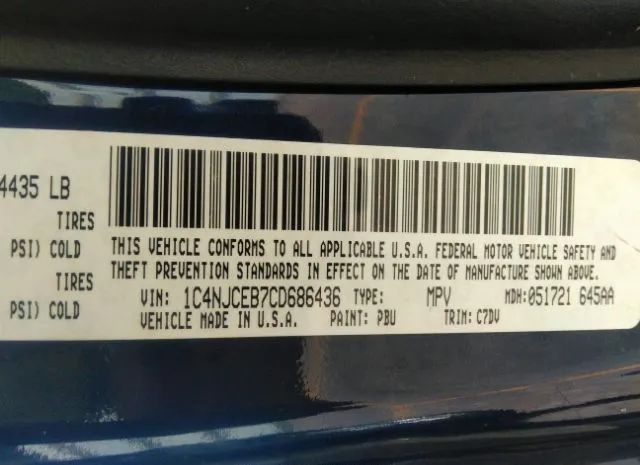 4435 LB
TIRES
PSI) COLD
TIRES
PSI) COLD
THIS VEHICLE CONFORMS TO ALL APPLICABLE U.S.A. FEDERAL MOTOR VEHICLE SAFETY AND
THEFT PREVENTION STANDARDS IN EFFECT ON THE DATE OF MANUFACTURE SHOWN ABOVE.
VIN: 1C4NJCEB7CD686436 TYPE: MPV MDH:051721 645AA
VEHICLE MADE IN U.S.A. PAINT: PBU TRIM: C7DV